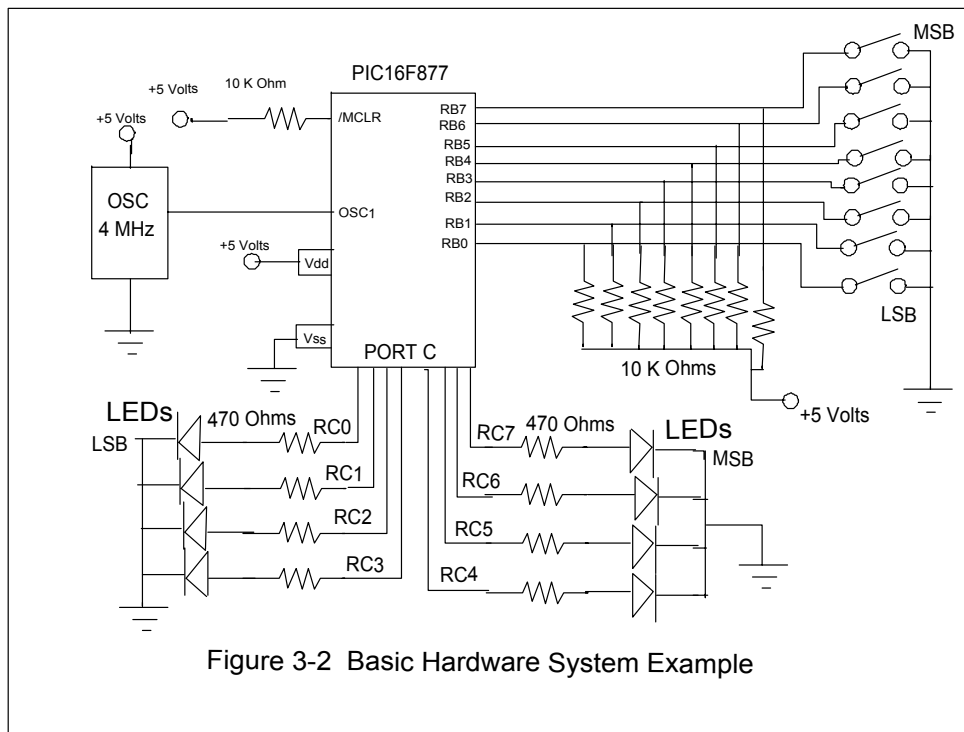 MSB
PIC16F877
10 K Ohm
+5 Volts
+5 Volts
/MCLR
RB7
RB6
RB5
RB4
RB3
RB2
RB1
RB0
OSC
4 MHz
OSC1
+5 Volts
Vdd
LSB
Vss
PORT C
10 K Ohms
+5 Volts
LEDs
470 Ohms
RC0
LSB
RC1
RC2
RC3
RC7
470 Ohms
LEDs
MSB
RC6
RC5
RC4
Figure 3-2 Basic Hardware System Example